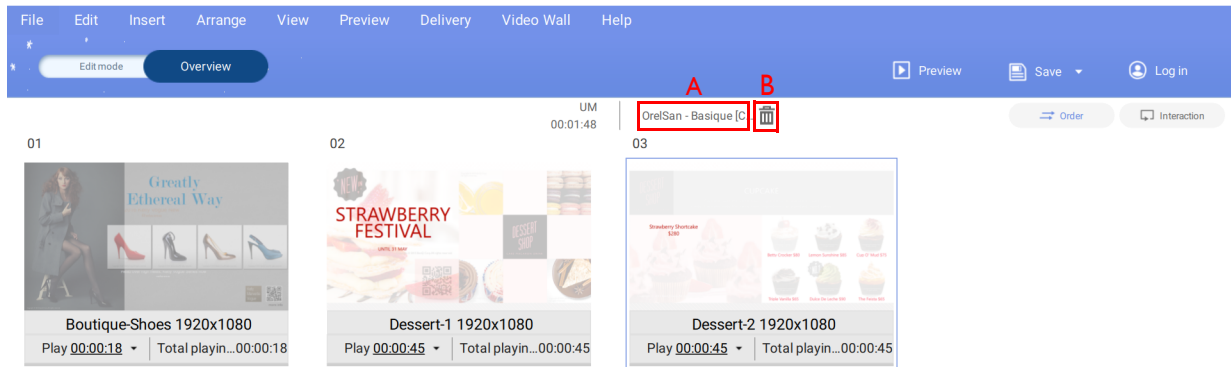 File Edit Insert Arrange View Preview Delivery Video Wall Help
Edit mode Overview Preview Save Log in
A B
UM
00:01:48
OrelSan - Basique [C... Order Interaction
01 02 03
Greatly
Ethereal Way
NEW
STRAWBERRY
FESTIVAL
UNTIL 31 MAY
DESSERT
SHOP
Strawberry Shortcake
$280
Boutique-Shoes 1920x1080 Dessert-1 1920x1080 Dessert-2 1920x1080
Play 00:00:18 Total playin...00:00:18 Play 00:00:45 Total playin...00:00:45 Play 00:00:45 Total playin...00:00:45